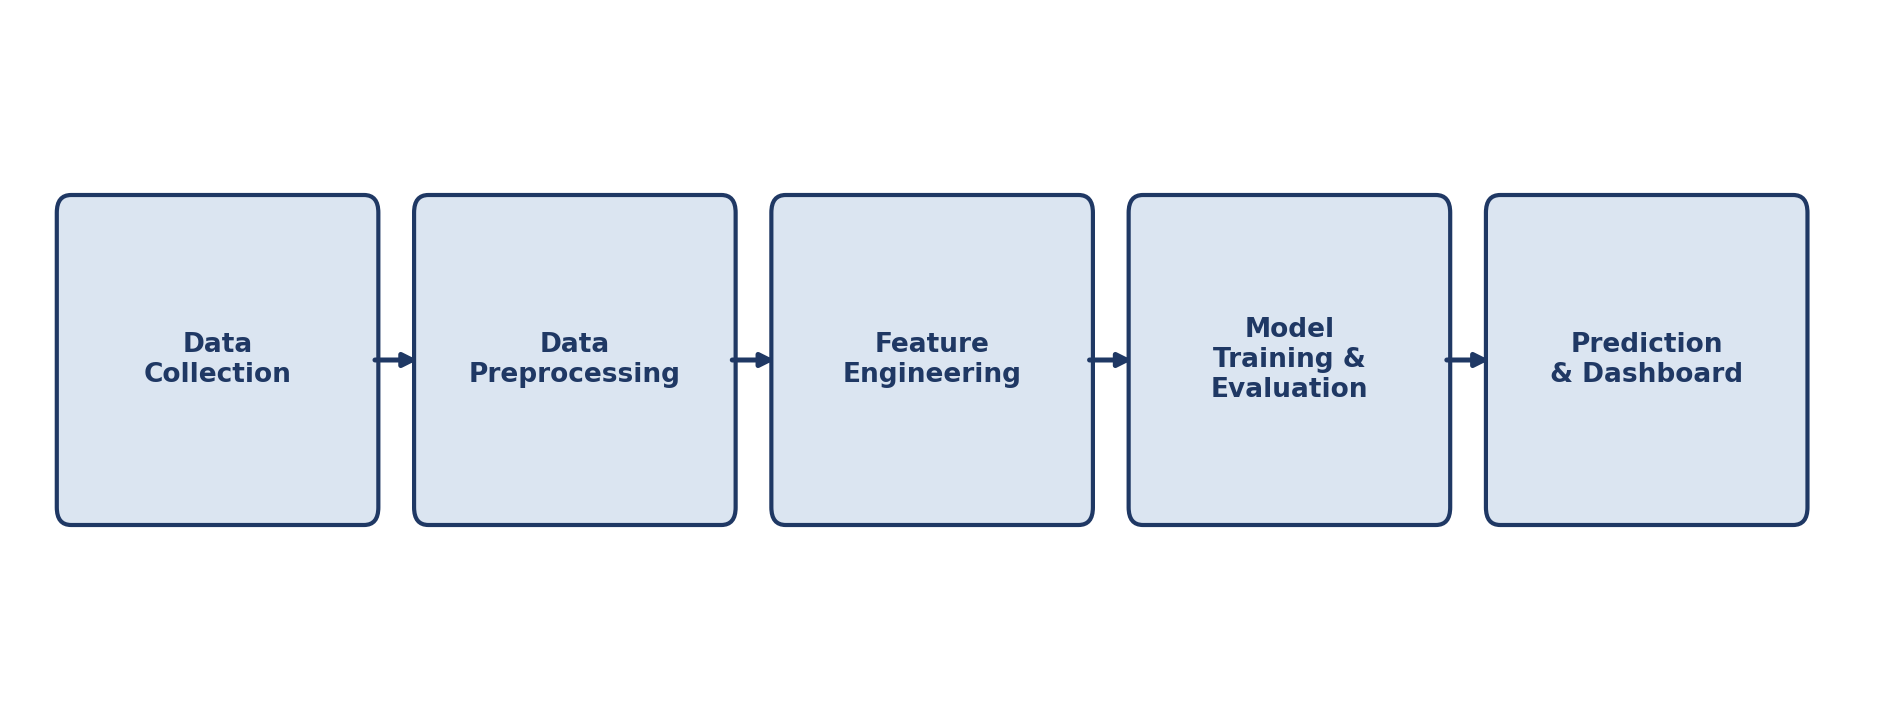 Data
Collection
Data
Preprocessing
Feature
Engineering
Model
Training &
Evaluation
Prediction
& Dashboard